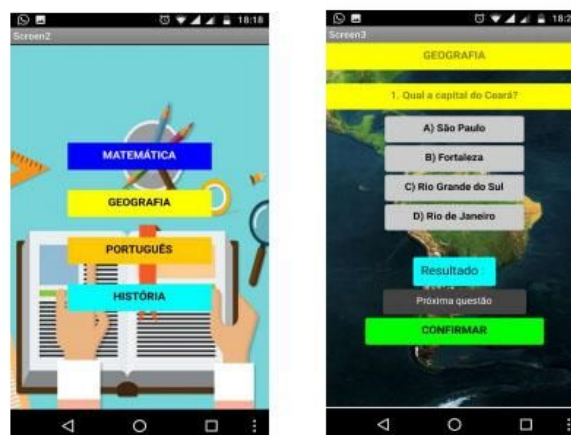 18:18
Screen2
MATEMÁTICA
GEOGRAFIA
PORTUGUÊS
HISTÓRIA
Screen3
GEOGRAFIA
1. Qual a capital do Ceará?
A) São Paulo
B) Fortaleza
C) Rio Grande do Sul
D) Rio de Janeiro
Resultado :
Próxima questão
CONFIRMAR